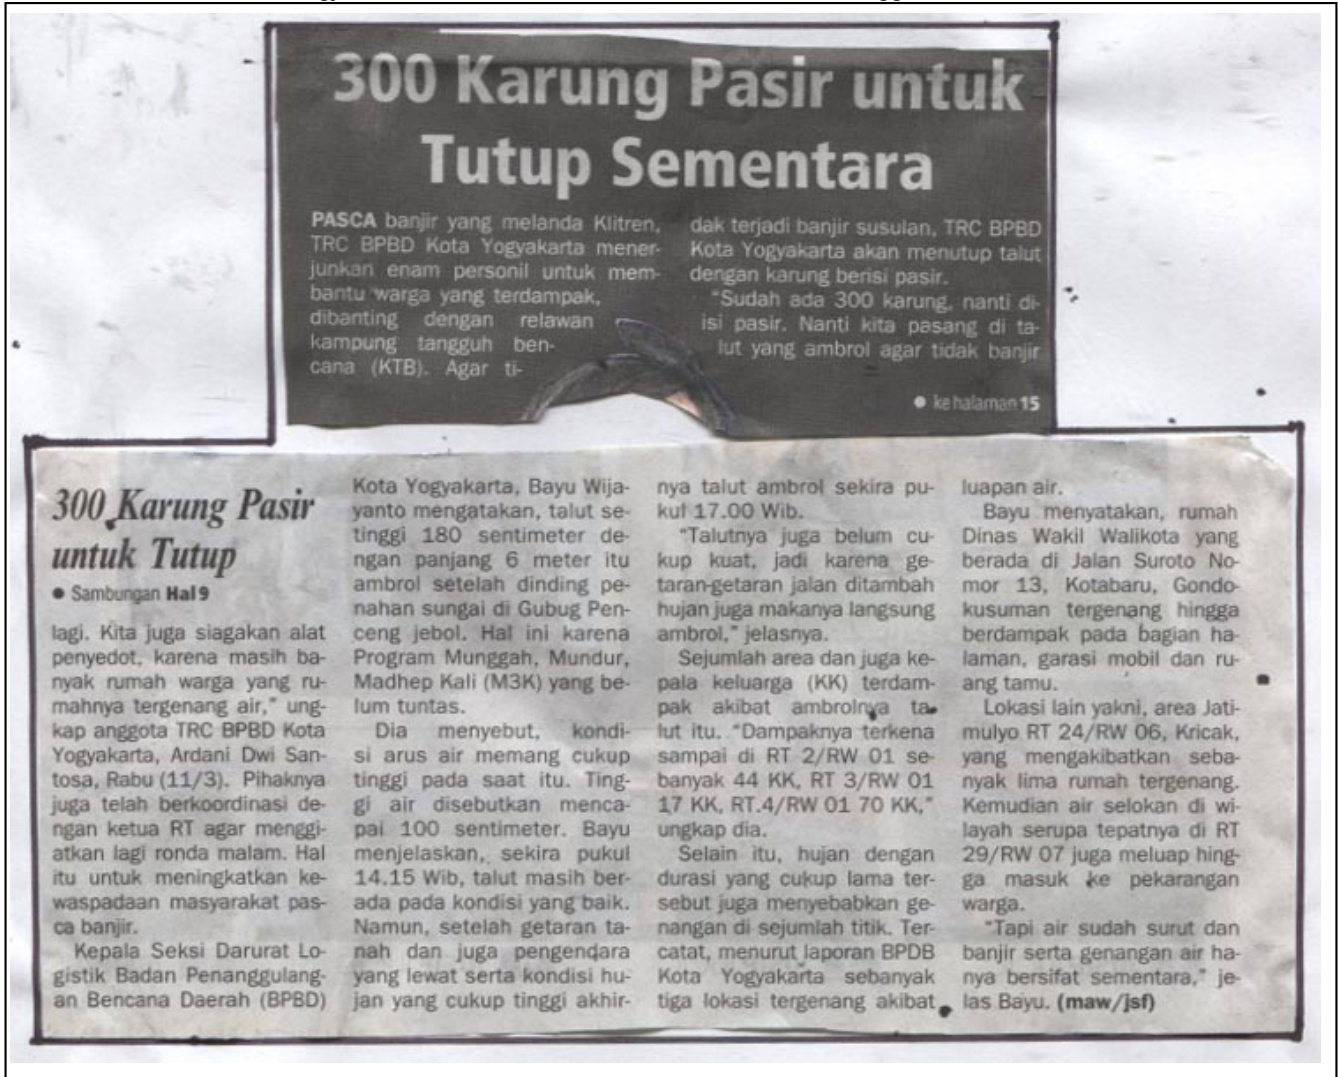 300 Karung Pasir untuk
Tutup Sementara
PASCA banjir yang melanda Klitren,
TRC BPBD Kota Yogyakarta mener-
junkan enam personil untuk mem-
bantu warga yang terdampak,
dibanting dengan relawan
kampung tangguh ben-
cana (KTB). Agar ti-
dak terjadi banjir susulan, TRC BPBD
Kota Yogyakarta akan menutup talut
dengan karung berisi pasir.
"Sudah ada 300 karung, nanti di-
isi pasir. Nanti kita pasang di ta-
lut yang ambrol agar tidak banjir
● ke halaman 15
300 Karung Pasir
untuk Tutup
● Sambungan Hal 9
lagi. Kita juga siagakan alat
penyedot, karena masih ba-
nyak rumah warga yang ru-
mahnya tergenang air," ung-
kap anggota TRC BPBD Kota
Yogyakarta, Ardani Dwi San-
tosa, Rabu (11/3). Pihaknya
juga telah berkoordinasi de-
ngan ketua RT agar menggi-
atkan lagi ronda malam. Hal
itu untuk meningkatkan ke-
waspadaan masyarakat pas-
ca banjir.
Kepala Seksi Darurat Lo-
gistik Badan Penanggulang-
an Bencana Daerah (BPBD)
Kota Yogyakarta, Bayu Wija-
yanto mengatakan, talut se-
tinggi 180 sentimeter de-
ngan panjang 6 meter itu
ambrol setelah dinding pe-
nahan sungai di Gubug Pen-
ceng jebol. Hal ini karena
Program Munggah, Mundur,
Madhep Kali (M3K) yang be-
lum tuntas.
Dia menyebut, kondi-
si arus air memang cukup
tinggi pada saat itu. Ting-
gi air disebutkan menca-
pai 100 sentimeter. Bayu
menjelaskan, sekira pukul
14.15 Wib, talut masih ber-
ada pada kondisi yang baik.
Namun, setelah getaran ta-
nah dan juga pengendara
yang lewat serta kondisi hu-
jan yang cukup tinggi akhir-
nya talut ambrol sekira pu-
kul 17.00 Wib.
"Talutnya juga belum cu-
kup kuat, jadi karena ge-
taran-getaran jalan ditambah
hujan juga makanya langsung
ambrol," jelasnya.
Sejumlah area dan juga ke-
pala keluarga (KK) terdam-
pak akibat ambrolnya ta-
lut itu. "Dampaknya terkena
sampai di RT 2/RW 01 se-
banyak 44 KK, RT 3/RW 01
17 KK, RT.4/RW 01 70 KK,"
ungkap dia.
Selain itu, hujan dengan
durasi yang cukup lama ter-
sebut juga menyebabkan ge-
nangan di sejumlah titik. Ter-
catat, menurut laporan BPDB
Kota Yogyakarta sebanyak
tiga lokasi tergenang akibat
luapan air.
Bayu menyatakan, rumah
Dinas Wakil Walikota yang
berada di Jalan Suroto No-
mor 13, Kotabaru, Gondo-
kusuman tergenang hingga
berdampak pada bagian ha-
laman, garasi mobil dan ru-
ang tamu.
Lokasi lain yakni, area Jati-
mulyo RT 24/RW 06, Kricak,
yang mengakibatkan seba-
nyak lima rumah tergenang.
Kemudian air selokan di wi-
layah serupa tepatnya di RT
29/RW 07 juga meluap hing-
ga masuk ke pekarangan
warga.
"Tapi air sudah surut dan
banjir serta genangan air ha-
nya bersifat sementara," je-
las Bayu. (maw/jsf)